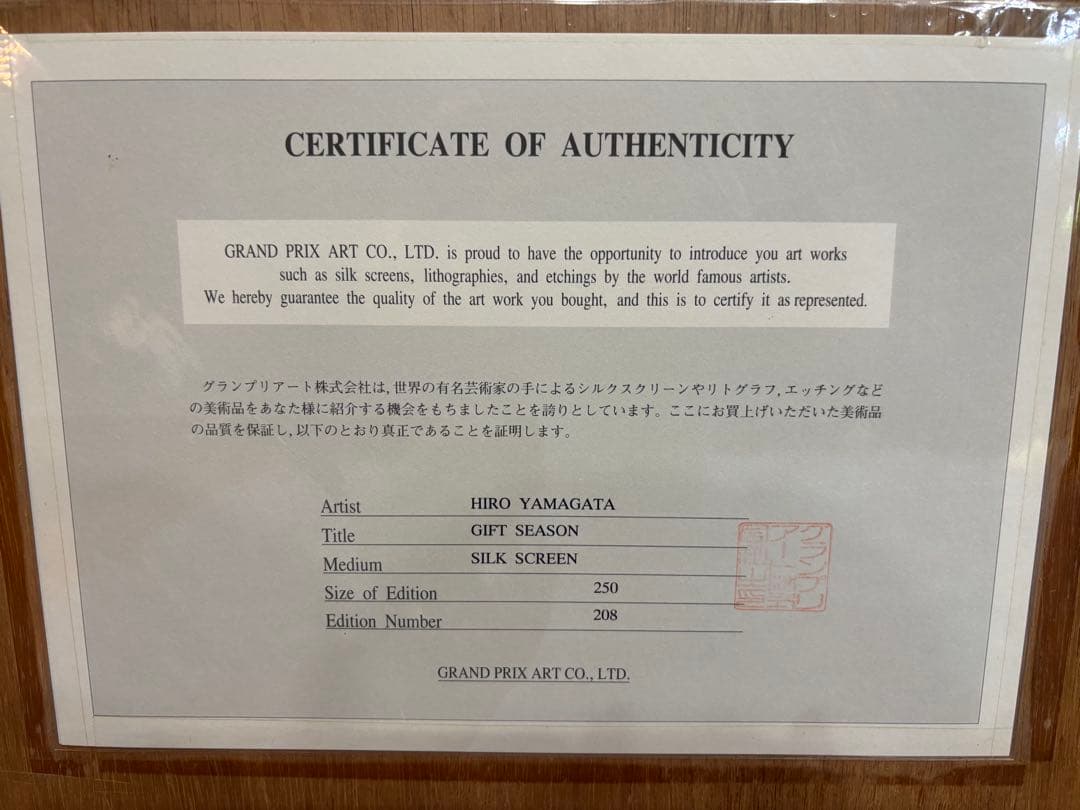 CERTIFICATE OF AUTHENTICITY
GRAND PRIX ART CO., LTD. is proud to have the opportunity to introduce you art works
such as silk screens, lithographies, and etchings by the world famous artists.
We hereby guarantee the quality of the art work you bought, and this is to certify it as represented.
グランプリアート株式会社は,世界の有名芸術家の手によるシルクスクリーンやリトグラフ,エッチングなど
の美術品をあなた様に紹介する機会をもちましたことを誇りとしています。ここにお買上げいただいた美術品
の品質を保証し,以下のとおり真正であることを証明します。
Artist HIRO YAMAGATA
Title GIFT SEASON
Medium SILK SCREEN
Size of Edition 250
Edition Number 208
GRAND PRIX ART CO., LTD.